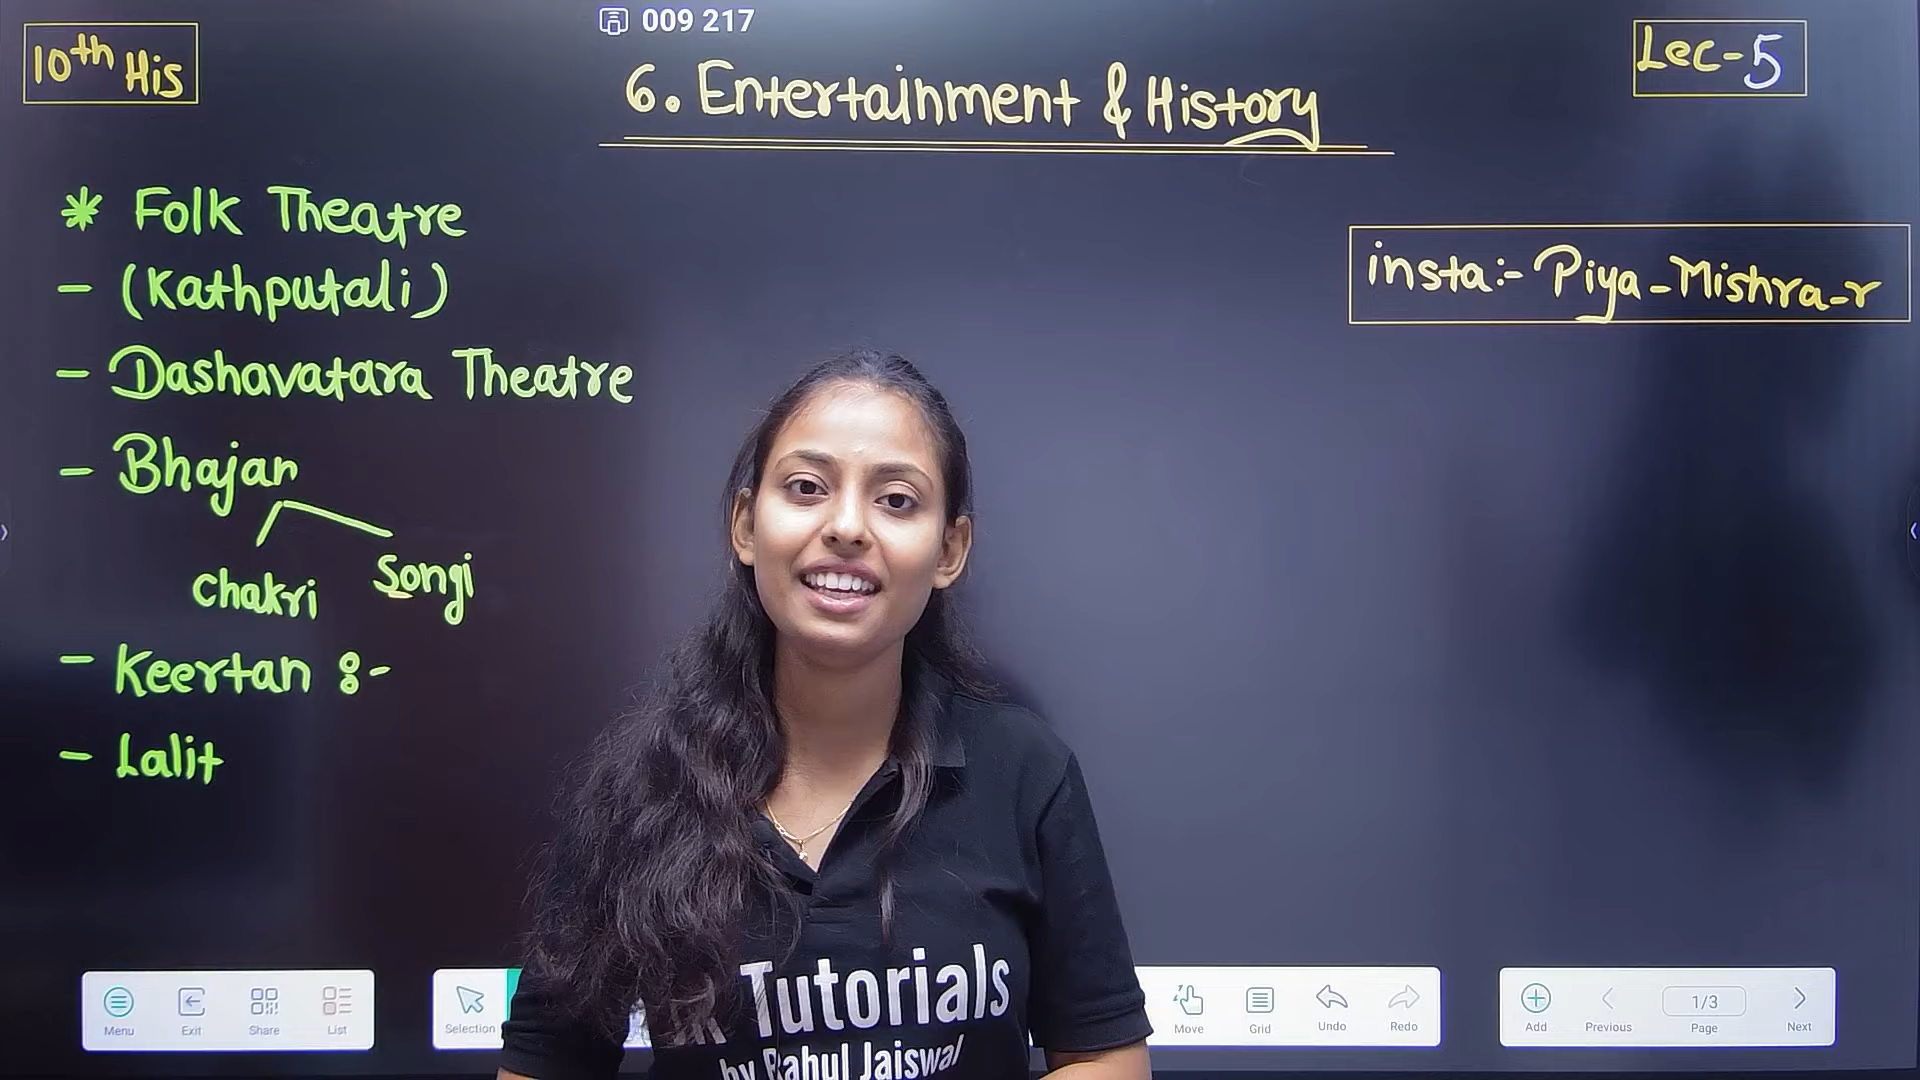 009 217
10th His
6. Entertainment & History
Lec-5
* Folk Theatre
insta:- Piya-Mishra-r
- (Kathputali)
- Dashavatara Theatre
- Bhajan
chakri Songi
- Keertan :-
- Lalit
Tutorials
by Rahul Jaiswal
Menu Exit Share List Selection Move Grid Undo Redo Add Previous 1/3 Page Next